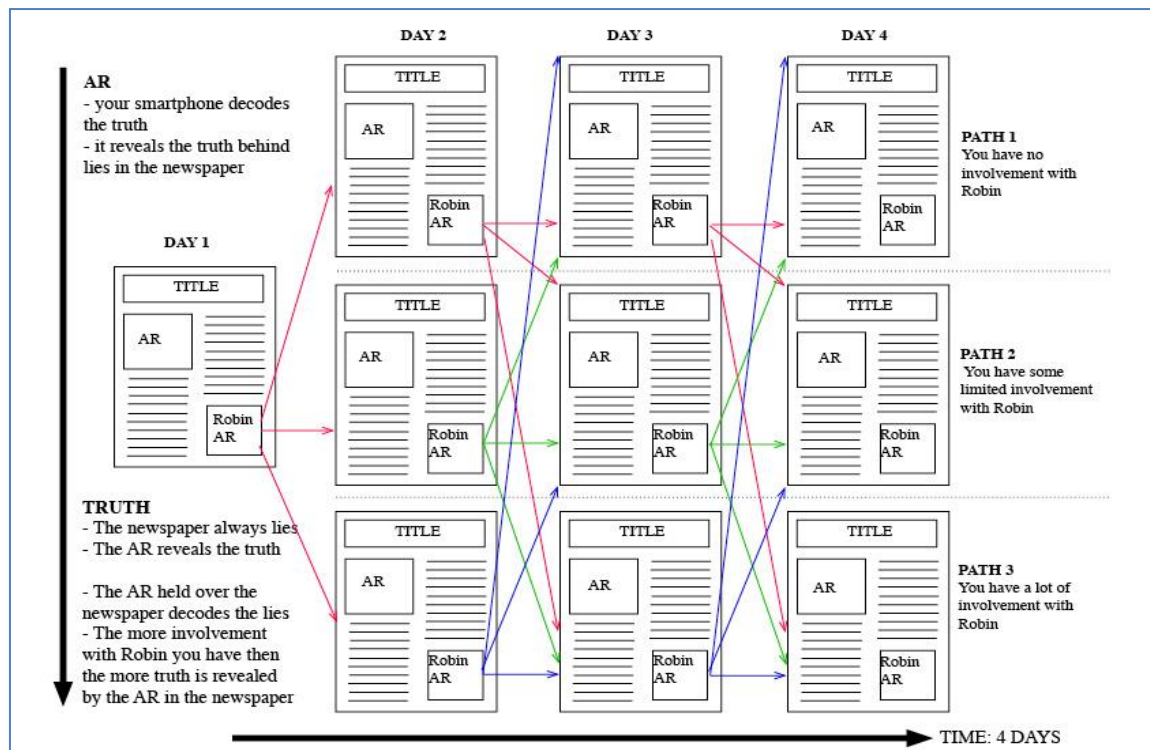 DAY 2
DAY 3
DAY 4
AR
- your smartphone decodes
the truth
- it reveals the truth behind
lies in the newspaper
TITLE
AR
Robin
AR
TITLE
AR
Robin
AR
TITLE
AR
Robin
AR
PATH 1
You have no
involvement with
Robin
DAY 1
TITLE
AR
Robin
AR
TITLE
AR
Robin
AR
TITLE
AR
Robin
AR
TITLE
AR
Robin
AR
PATH 2
You have some
limited involvement
with Robin
TRUTH
- The newspaper always lies
- The AR reveals the truth
- The AR held over the
newspaper decodes the lies
- The more involvement
with Robin you have then
the more truth is revealed
by the AR in the newspaper
TITLE
AR
Robin
AR
TITLE
AR
Robin
AR
TITLE
AR
Robin
AR
PATH 3
You have a lot of
involvement with
Robin
TIME: 4 DAYS